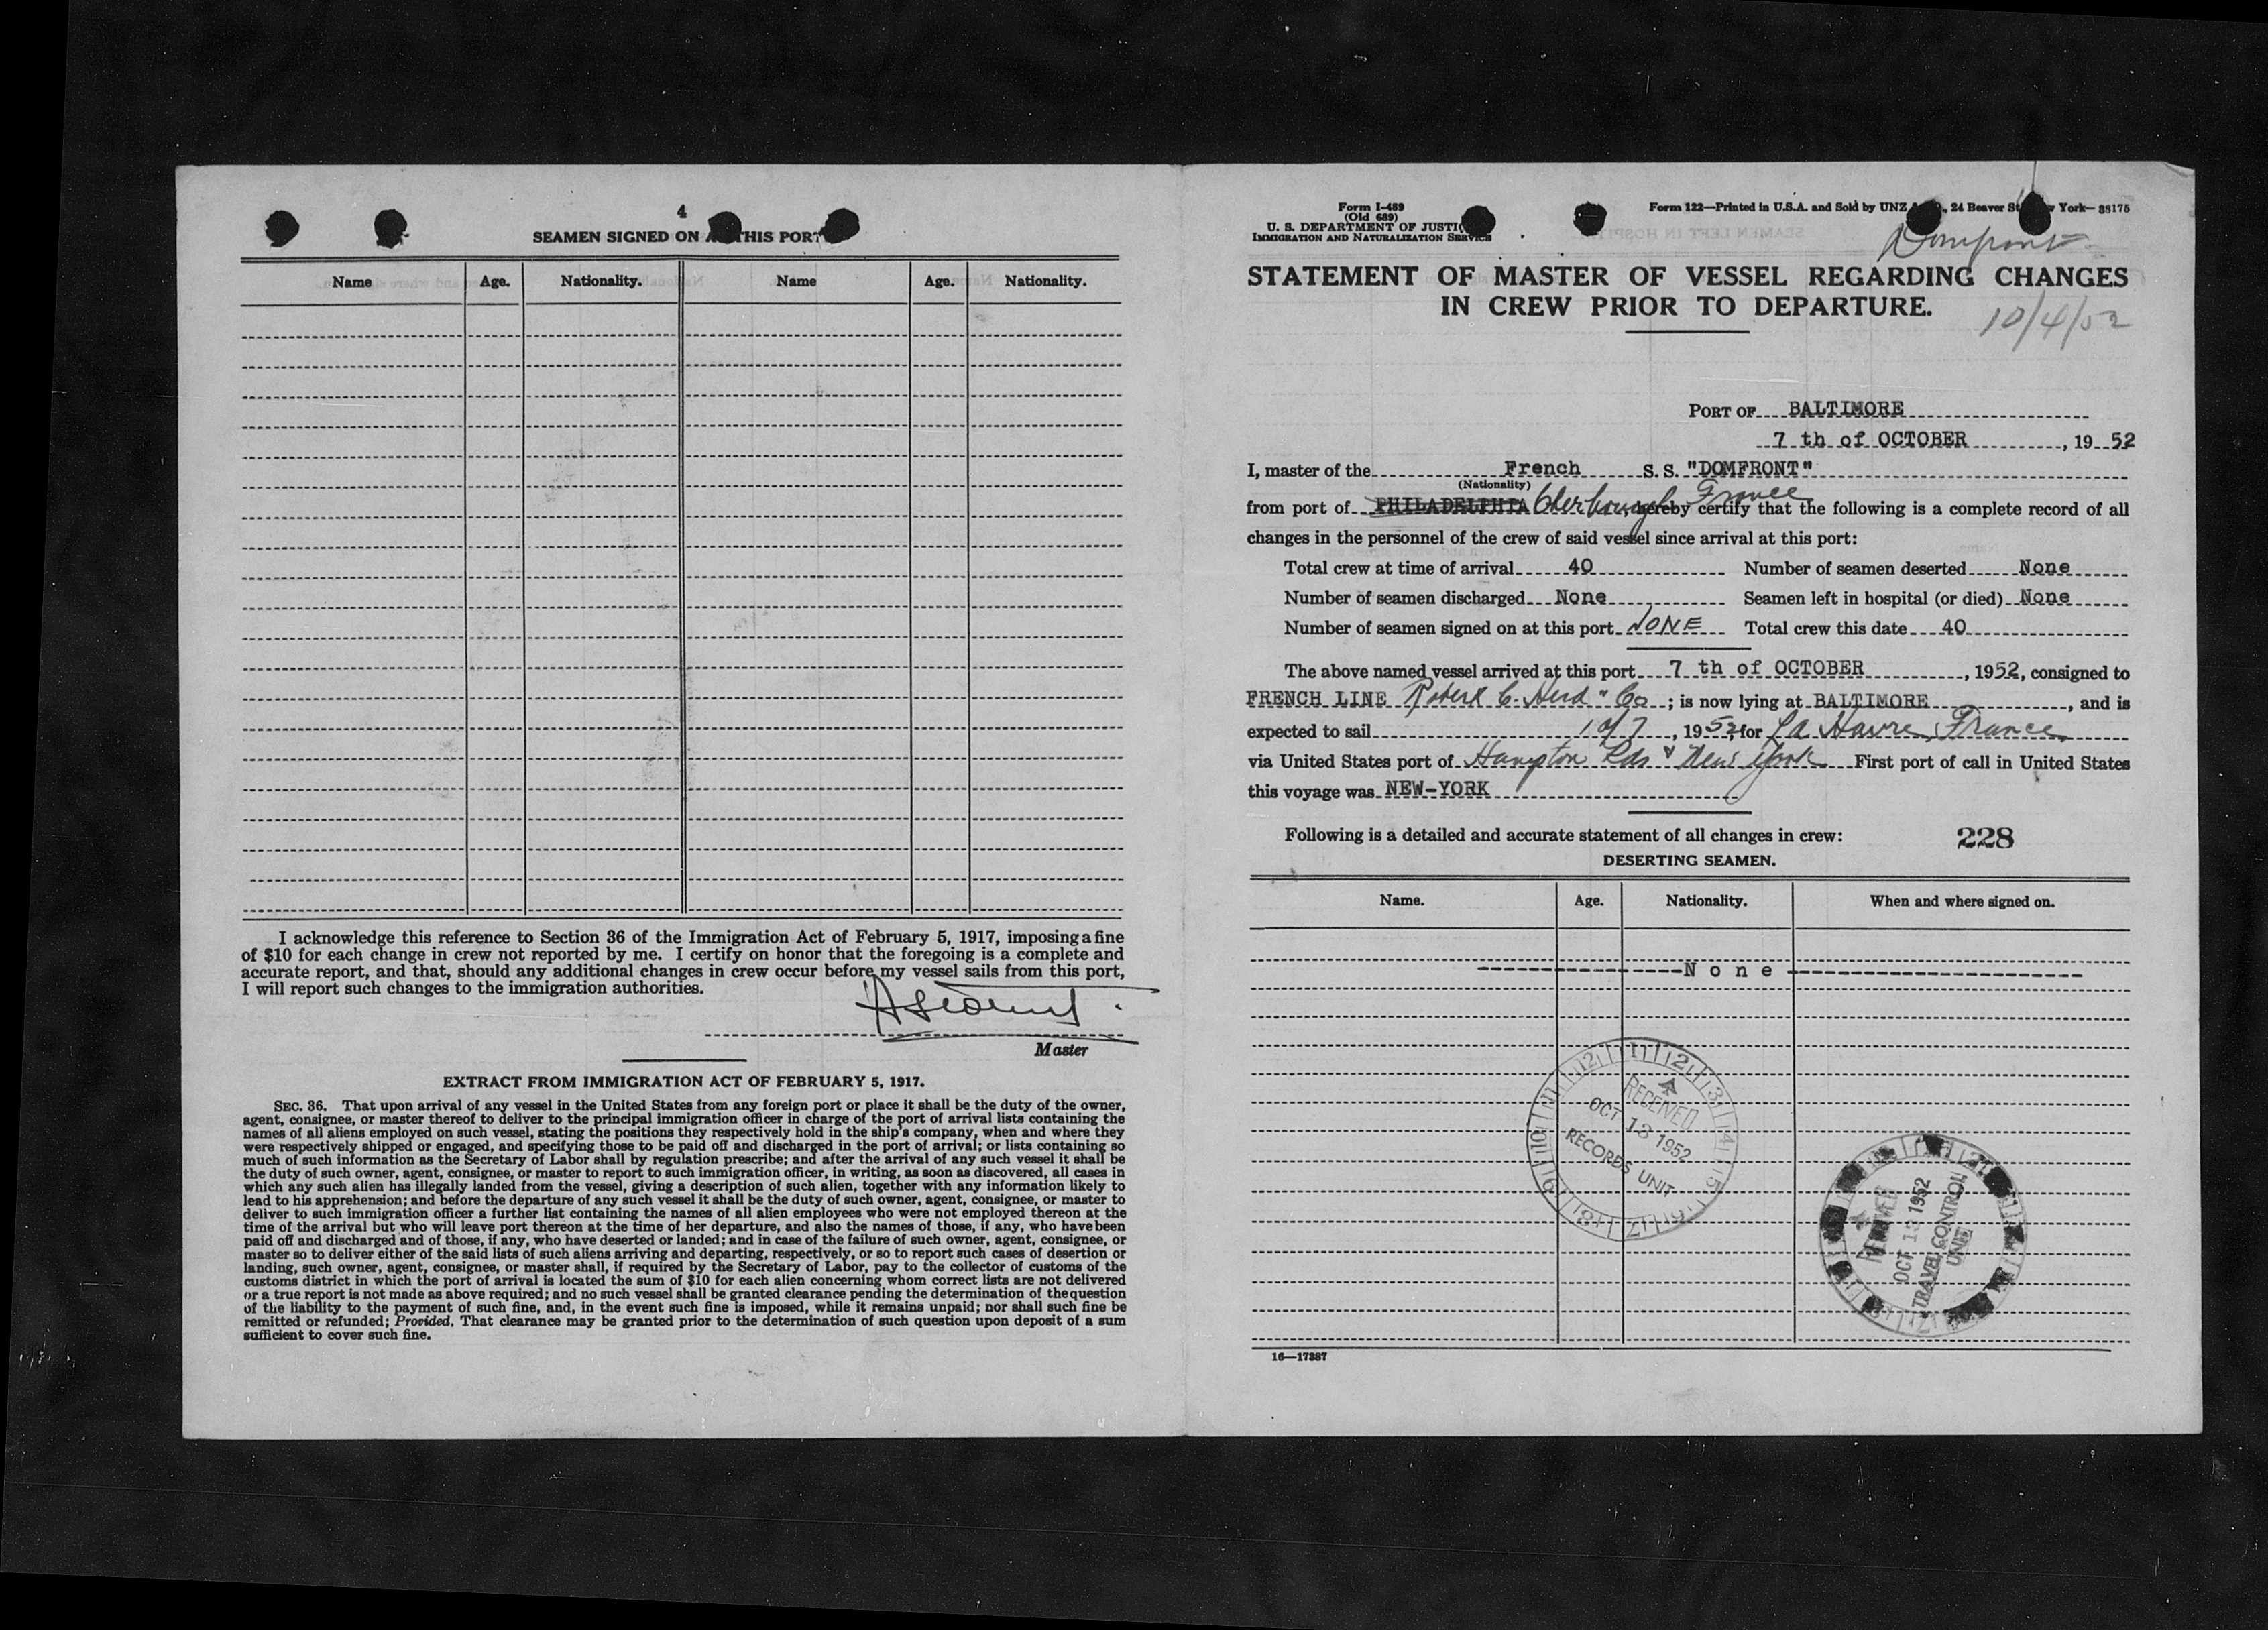 4
SEAMEN SIGNED ON AT THIS PORT
Name Age. Nationality. Name Age. Nationality.
I acknowledge this reference to Section 36 of the Immigration Act of February 5, 1917, imposing a fine
of $10 for each change in crew not reported by me. I certify on honor that the foregoing is a complete and
accurate report, and that, should any additional changes in crew occur before my vessel sails from this port,
I will report such changes to the immigration authorities.
Master
EXTRACT FROM IMMIGRATION ACT OF FEBRUARY 5, 1917.
SEC. 36. That upon arrival of any vessel in the United States from any foreign port or place it shall be the duty of the owner,
agent, consignee, or master thereof to deliver to the principal immigration officer in charge of the port of arrival lists containing the
names of all aliens employed on such vessel, stating the positions they respectively hold in the ship's company, when and where they
were respectively shipped or engaged, and specifying those to be paid off and discharged in the port of arrival; or lists containing so
much of such information as the Secretary of Labor shall by regulation prescribe; and after the arrival of any such vessel it shall be
the duty of such owner, agent, consignee, or master to report to such immigration officer, in writing, as soon as discovered, all cases in
which any such alien has illegally landed from the vessel, giving a description of such alien, together with any information likely to
lead to his apprehension; and before the departure of any such vessel it shall be the duty of such owner, agent, consignee, or master to
deliver to such immigration officer a further list containing the names of all alien employees who were not employed thereon at the
time of the arrival but who will leave port thereon at the time of her departure, and also the names of those, if any, who have been
paid off and discharged and of those, if any, who have deserted or landed; and in case of the failure of such owner, agent, consignee, or
master so to deliver either of the said lists of such aliens arriving and departing, respectively, or so to report such cases of desertion or
landing, such owner, agent, consignee, or master shall, if required by the Secretary of Labor, pay to the collector of customs of the
customs district in which the port of arrival is located the sum of $10 for each alien concerning whom correct lists are not delivered
or a true report is not made as above required; and no such vessel shall be granted clearance pending the determination of the question
of the liability to the payment of such fine, and, in the event such fine is imposed, while it remains unpaid; nor shall such fine be
remitted or refunded; Provided, That clearance may be granted prior to the determination of such question upon deposit of a sum
sufficient to cover such fine.
Form I-489
(Old 689)
U. S. DEPARTMENT OF JUSTICE
IMMIGRATION AND NATURALIZATION SERVICE
Form 122—Printed in U.S.A. and Sold by UNZ 24 Beaver St York—38175
Domfront
STATEMENT OF MASTER OF VESSEL REGARDING CHANGES
IN CREW PRIOR TO DEPARTURE.
10/4/52
PORT OF BALTIMORE
7 th of OCTOBER, 19 52
I, master of the French S. S. "DOMFRONT"
(Nationality)
from port of PHILADELPHIA Cherbourgh France hereby certify that the following is a complete record of all
changes in the personnel of the crew of said vessel since arrival at this port:
Total crew at time of arrival 40 Number of seamen deserted None
Number of seamen discharged None Seamen left in hospital (or died) None
Number of seamen signed on at this port NONE Total crew this date 40
The above named vessel arrived at this port 7 th of OCTOBER, 1952, consigned to
FRENCH LINE Robert C. Herd " Co; is now lying at BALTIMORE, and is
expected to sail 10/7, 1952, for La Havre, France
via United States port of Hampton Rds & New York First port of call in United States
this voyage was NEW-YORK
Following is a detailed and accurate statement of all changes in crew: 228
DESERTING SEAMEN.
Name. Age. Nationality. When and where signed on.
N o n e
RECEIVED
OCT 13 1952
RECORDS UNIT
OCT 13 1952
TRAVEL CONTROL
UNIT
16—17387